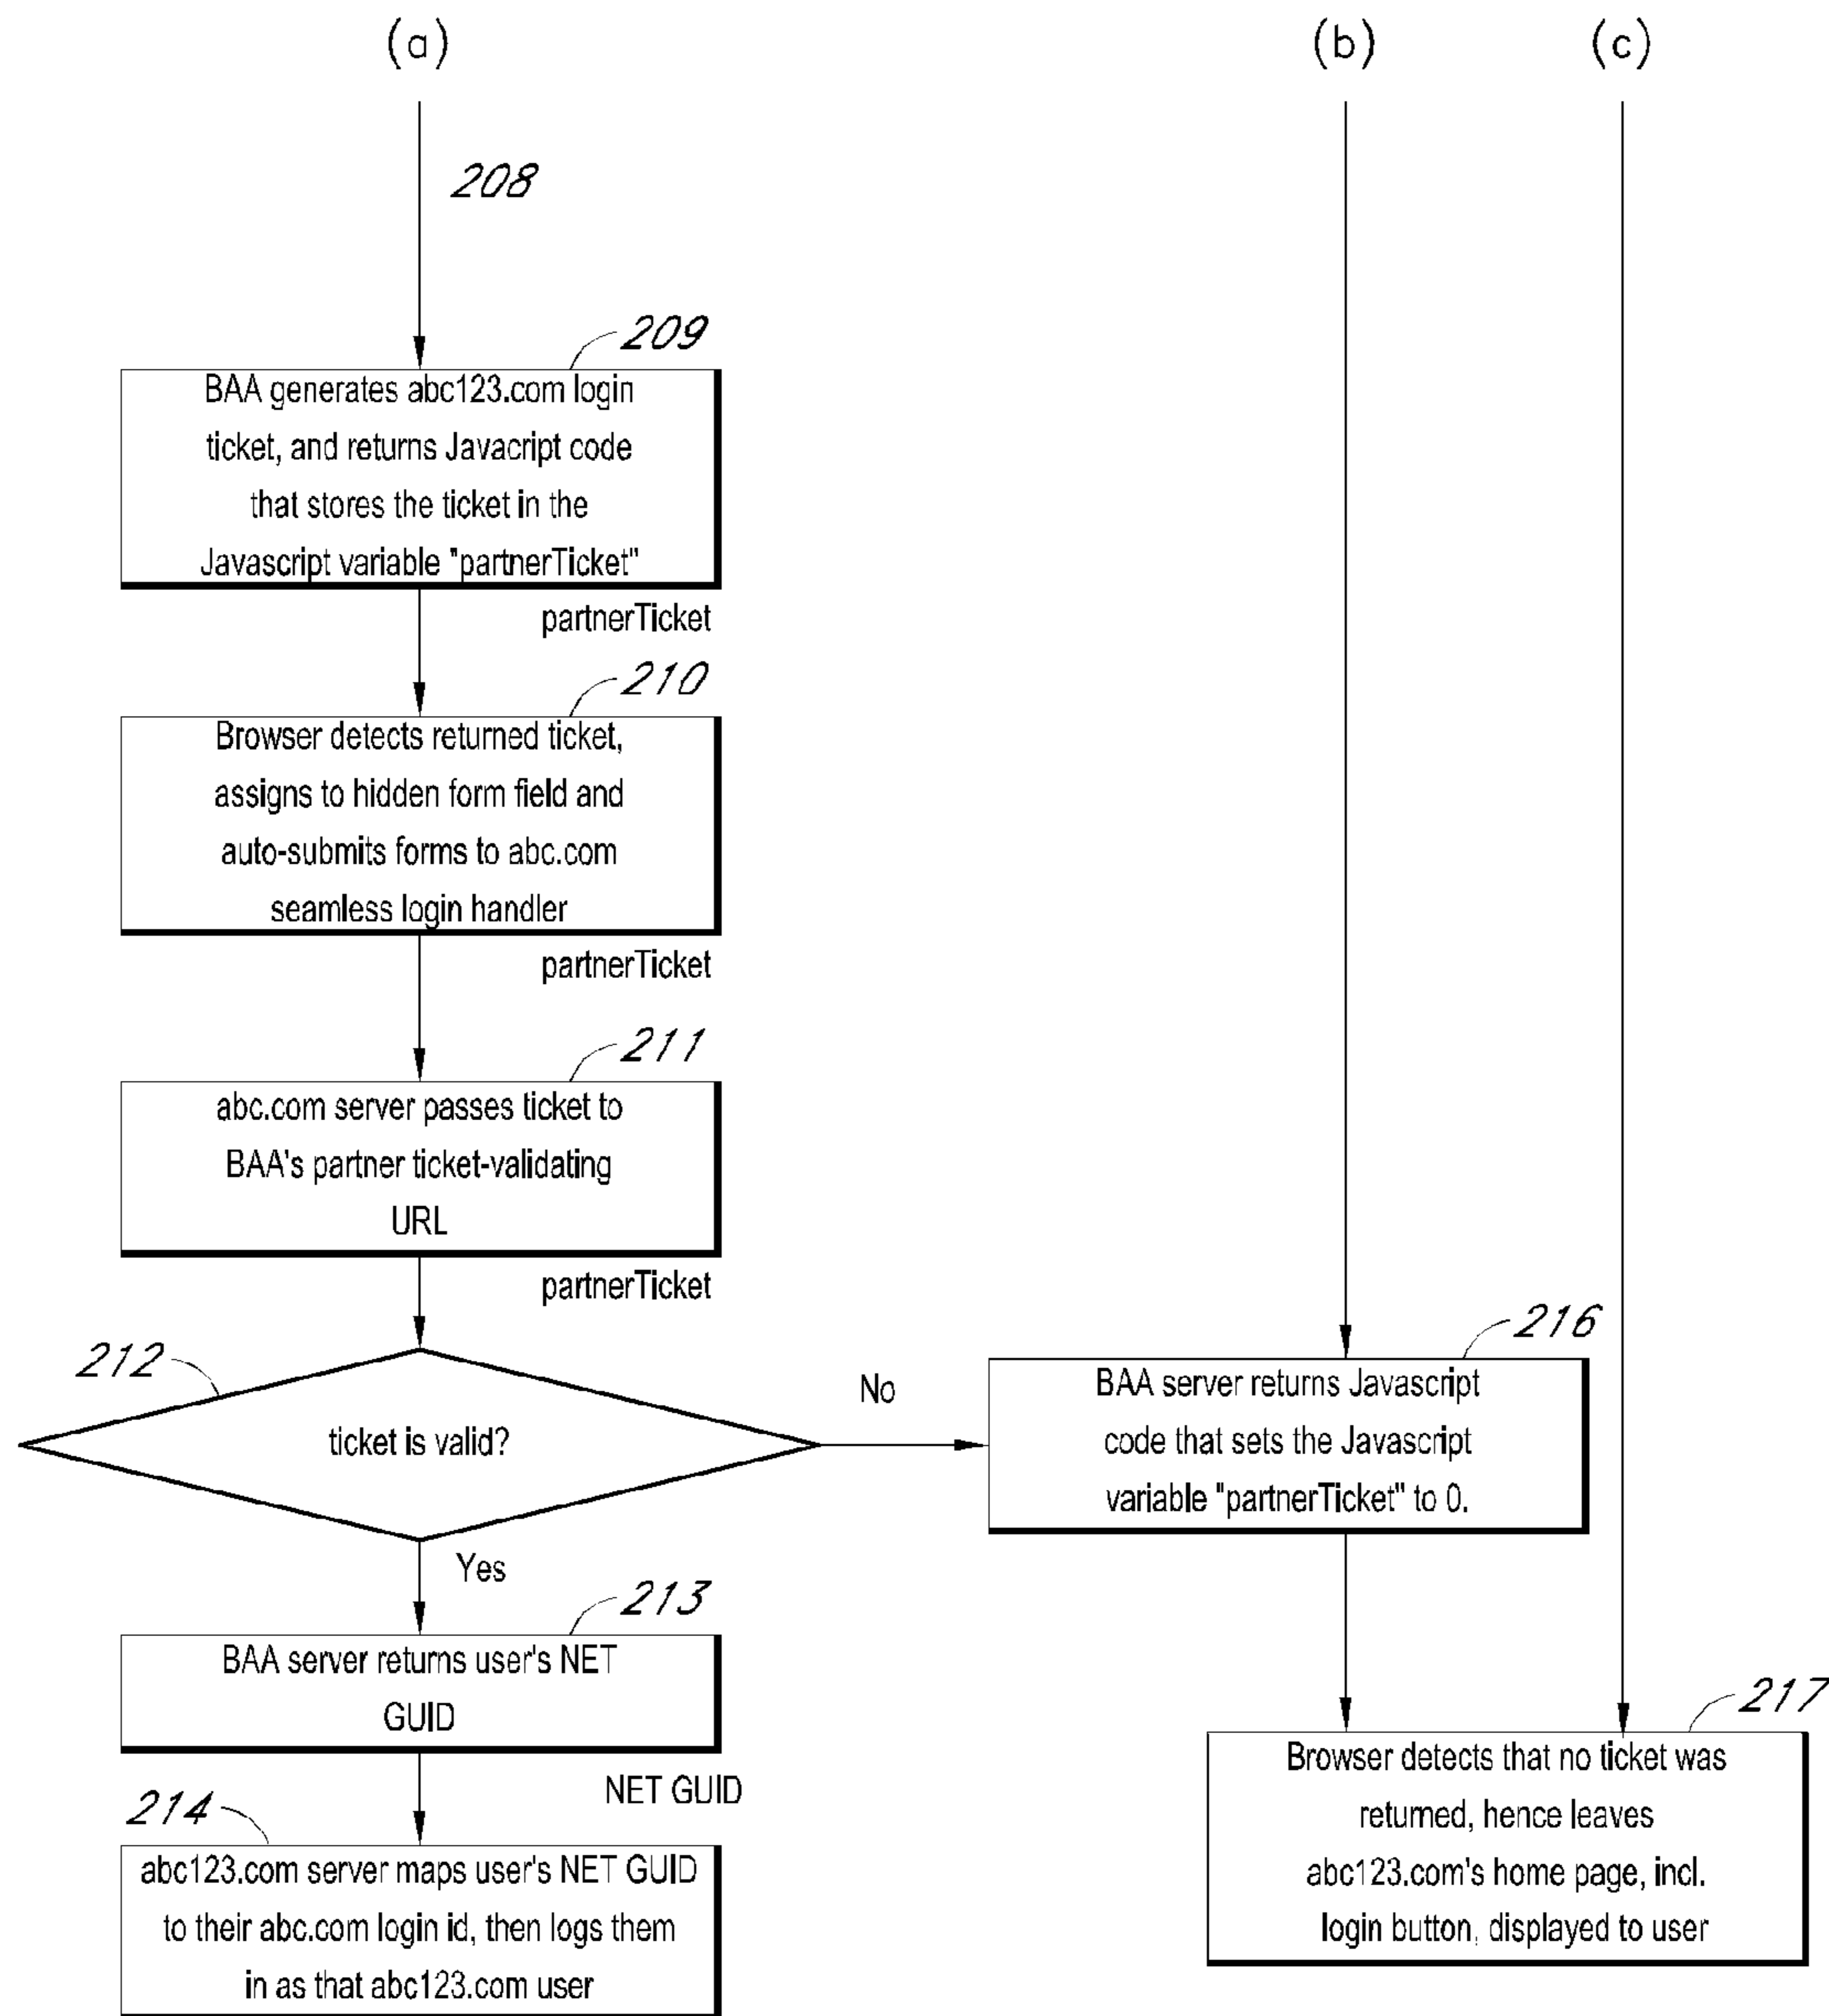 (a)
(b)
(c)
208
209
BAA generates abc123.com login
ticket, and returns Javacript code
that stores the ticket in the
Javascript variable "partnerTicket"
partnerTicket
210
Browser detects returned ticket,
assigns to hidden form field and
auto-submits forms to abc.com
seamless login handler
partnerTicket
211
abc.com server passes ticket to
BAA's partner ticket-validating
URL
partnerTicket
212
ticket is valid?
No
216
BAA server returns Javascript
code that sets the Javascript
variable "partnerTicket" to 0.
Yes
213
BAA server returns user's NET
GUID
NET GUID
214
abc123.com server maps user's NET GUID
to their abc.com login id, then logs them
in as that abc123.com user
217
Browser detects that no ticket was
returned, hence leaves
abc123.com's home page, incl.
login button, displayed to user